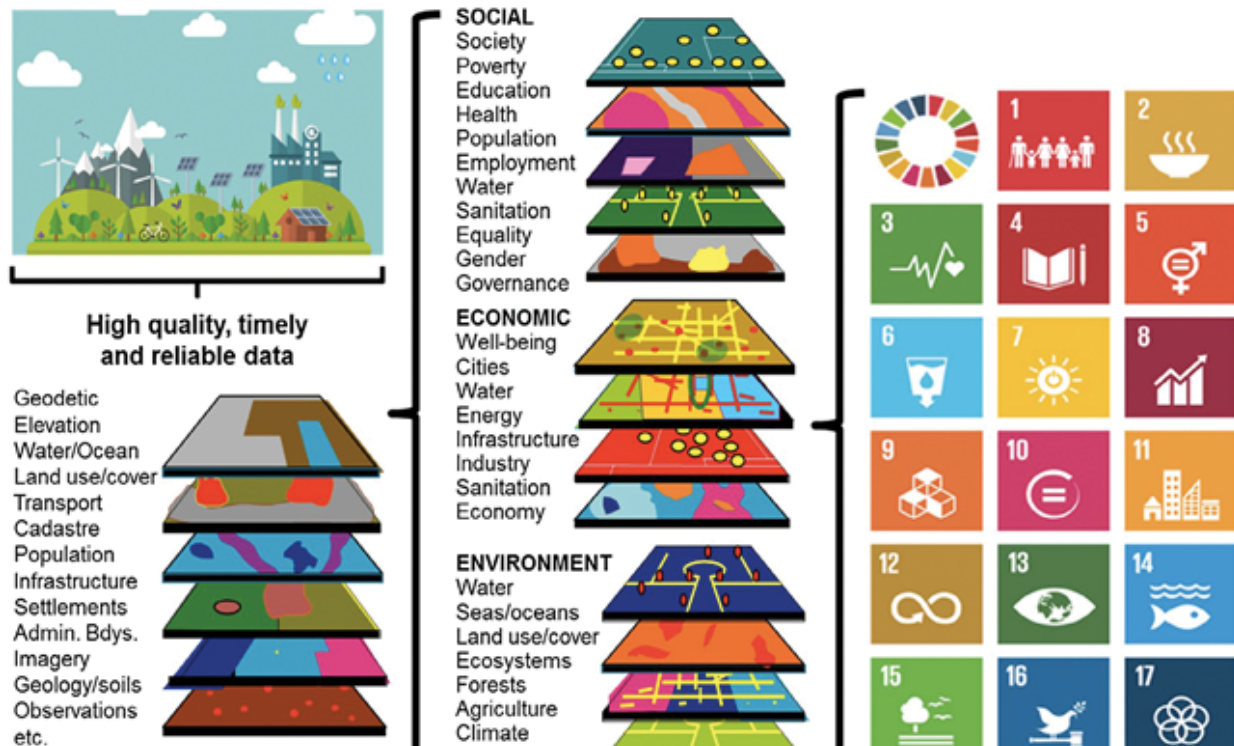 High quality, timely
and reliable data
Geodetic
Elevation
Water/Ocean
Land use/cover
Transport
Cadastre
Population
Infrastructure
Settlements
Admin. Bdys.
Imagery
Geology/soils
Observations
etc.
SOCIAL
Society
Poverty
Education
Health
Population
Employment
Water
Sanitation
Equality
Gender
Governance
ECONOMIC
Well-being
Cities
Water
Energy
Infrastructure
Industry
Sanitation
Economy
ENVIRONMENT
Water
Seas/oceans
Land use/cover
Ecosystems
Forests
Agriculture
Climate
1
2
3
4
5
6
7
8
9
10
11
12
13
14
15
16
17